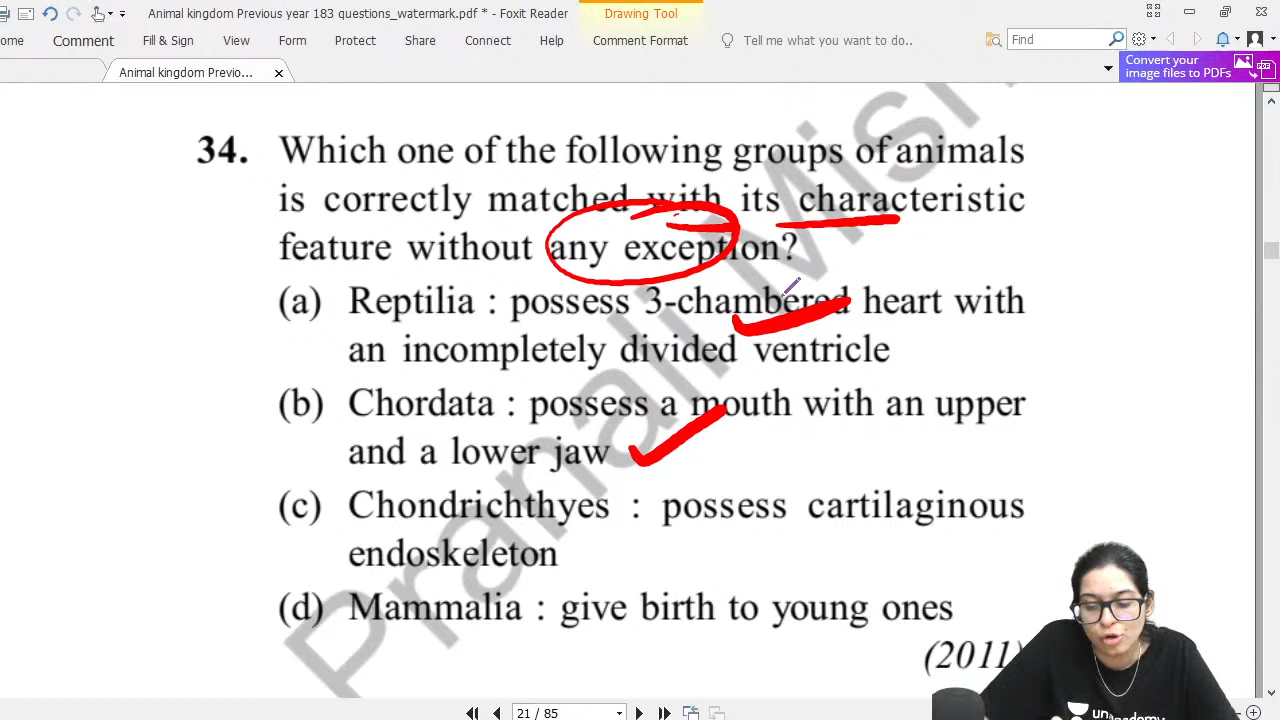 Animal kingdom Previous year 183 questions_watermark.pdf * - Foxit Reader
Drawing Tool
ome Comment Fill & Sign View Form Protect Share Connect Help Comment Format Tell me what you want to do.. Find
Convert your
image files to PDFs
Animal kingdom Previo...
34. Which one of the following groups of animals
is correctly matched with its characteristic
feature without any exception?
(a) Reptilia : possess 3-chambered heart with
an incompletely divided ventricle
(b) Chordata : possess a mouth with an upper
and a lower jaw
(c) Chondrichthyes : possess cartilaginous
endoskeleton
(d) Mammalia : give birth to young ones
(2011)
Pranali Mish
21 / 85